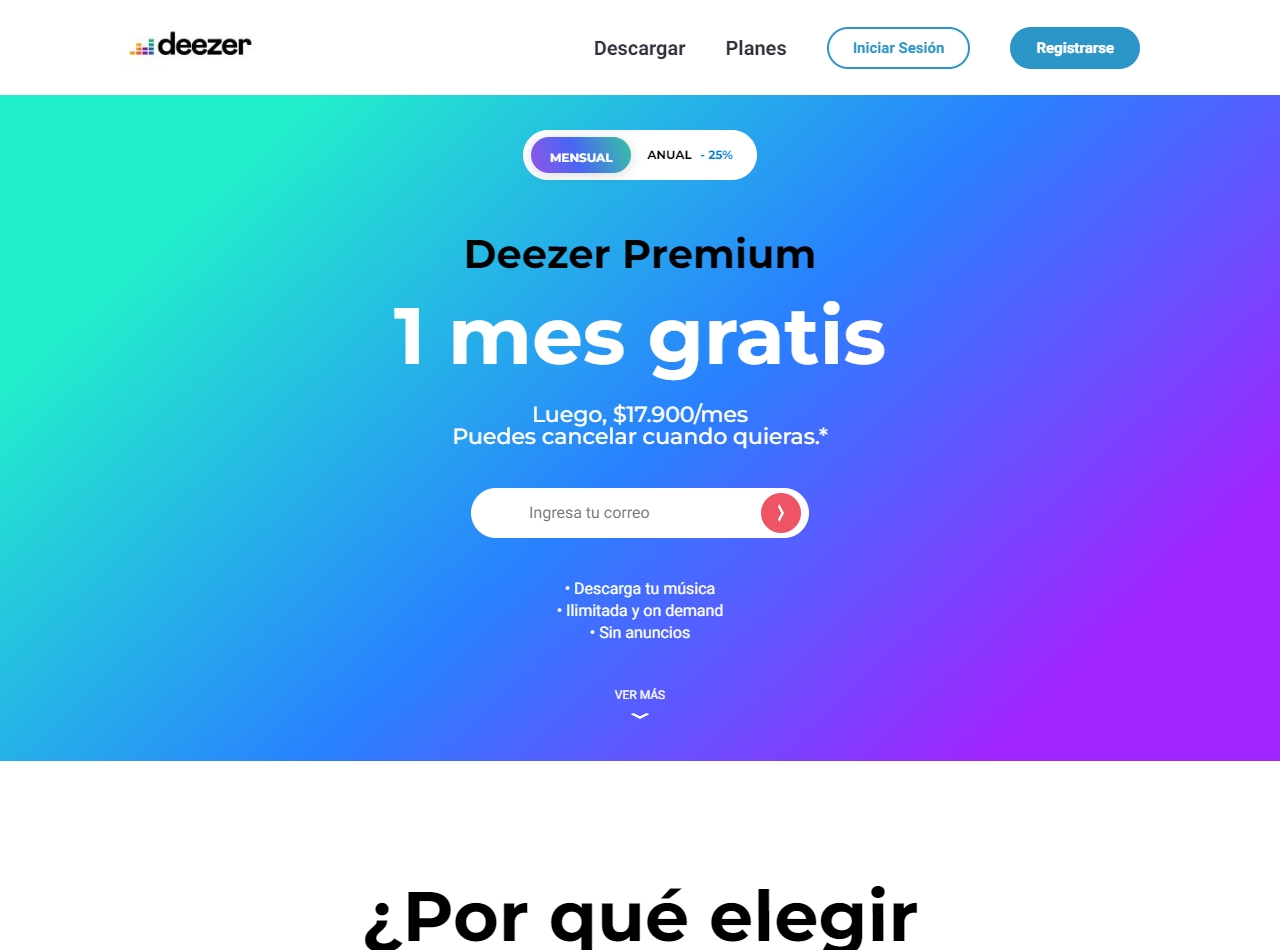 deezer
Descargar
Planes
Iniciar Sesión
Registrarse
MENSUAL
ANUAL - 25%
Deezer Premium
1 mes gratis
Luego, $17.900/mes
Puedes cancelar cuando quieras.*
Ingresa tu correo
• Descarga tu música
• Ilimitada y on demand
• Sin anuncios
VER MÁS
¿Por qué elegir